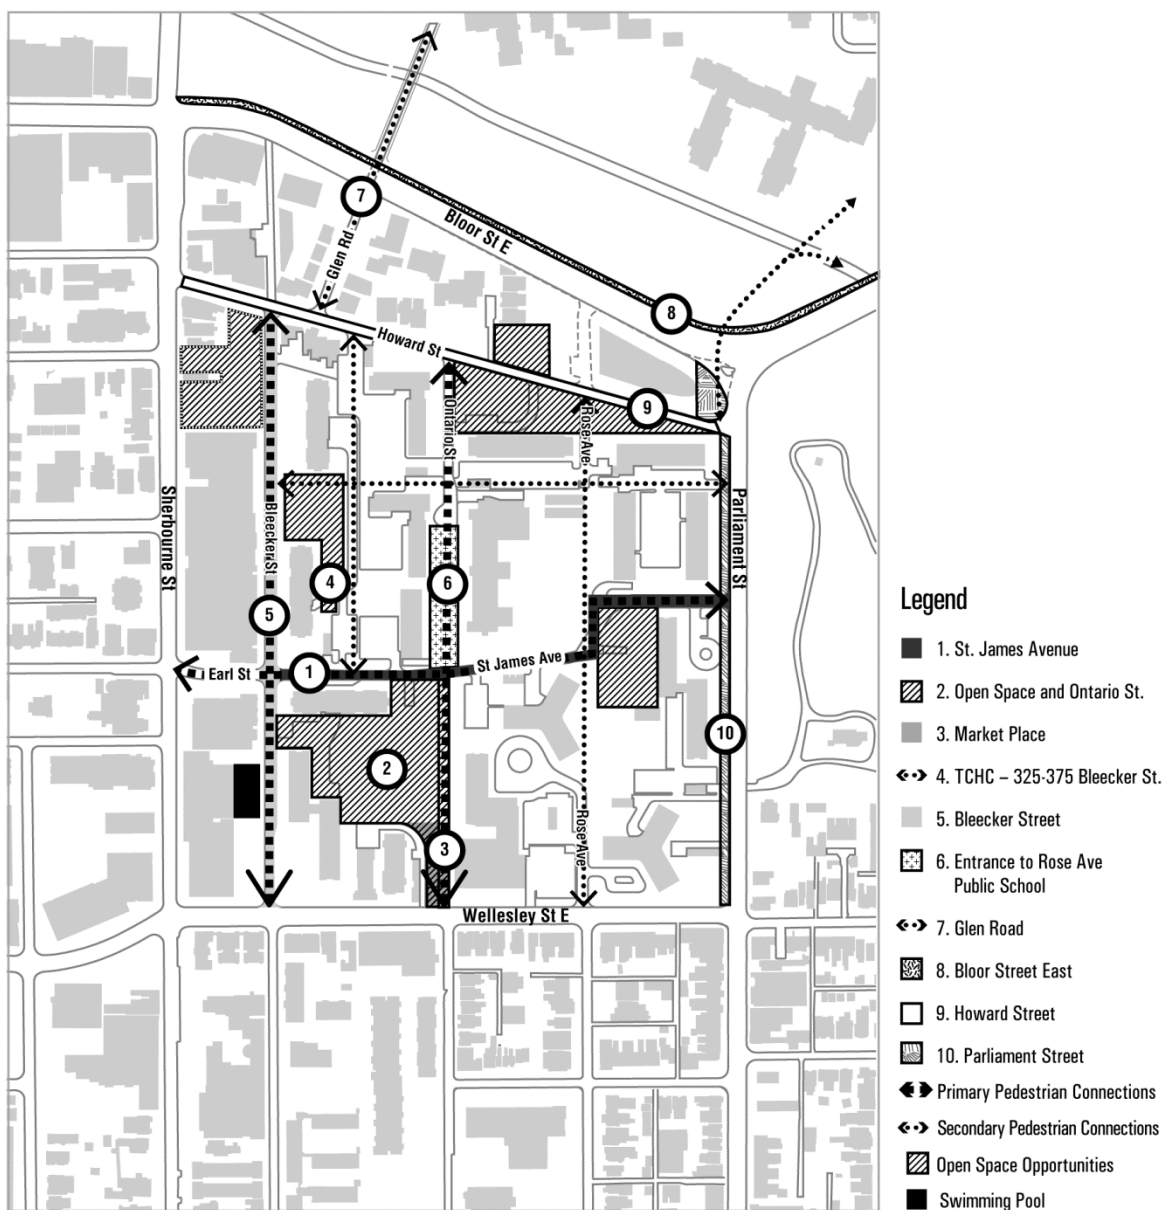 7
Glen Rd
Bloor St E
8
Howard St
9
Ontario St
Rose Ave
Sherbourne St
Bleecker St
Parliament St
4
6
5
Earl St
1
St James Ave
10
2
3
Rose Ave
Wellesley St E
Legend
1. St. James Avenue
2. Open Space and Ontario St.
3. Market Place
4. TCHC – 325-375 Bleecker St.
5. Bleecker Street
6. Entrance to Rose Ave
Public School
7. Glen Road
8. Bloor Street East
9. Howard Street
10. Parliament Street
Primary Pedestrian Connections
Secondary Pedestrian Connections
Open Space Opportunities
Swimming Pool